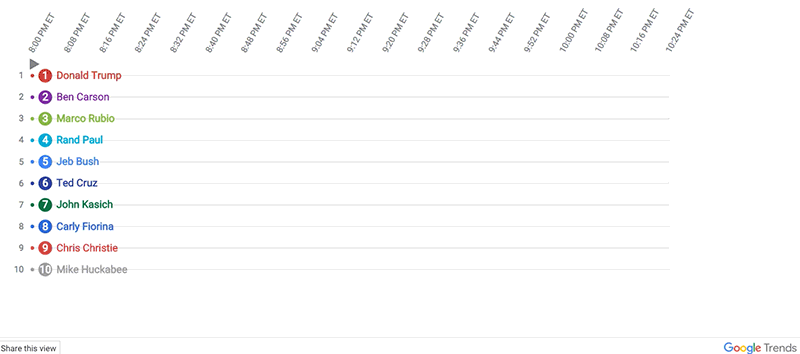 8:00 PM ET 8:08 PM ET 8:16 PM ET 8:24 PM ET 8:32 PM ET 8:40 PM ET 8:48 PM ET 8:56 PM ET 9:04 PM ET 9:12 PM ET 9:20 PM ET 9:28 PM ET 9:36 PM ET 9:44 PM ET 9:52 PM ET 10:00 PM ET 10:08 PM ET 10:16 PM ET 10:24 PM ET
1 1 Donald Trump
2 2 Ben Carson
3 3 Marco Rubio
4 4 Rand Paul
5 5 Jeb Bush
6 6 Ted Cruz
7 7 John Kasich
8 8 Carly Fiorina
9 9 Chris Christie
10 10 Mike Huckabee
Share this view
Google Trends